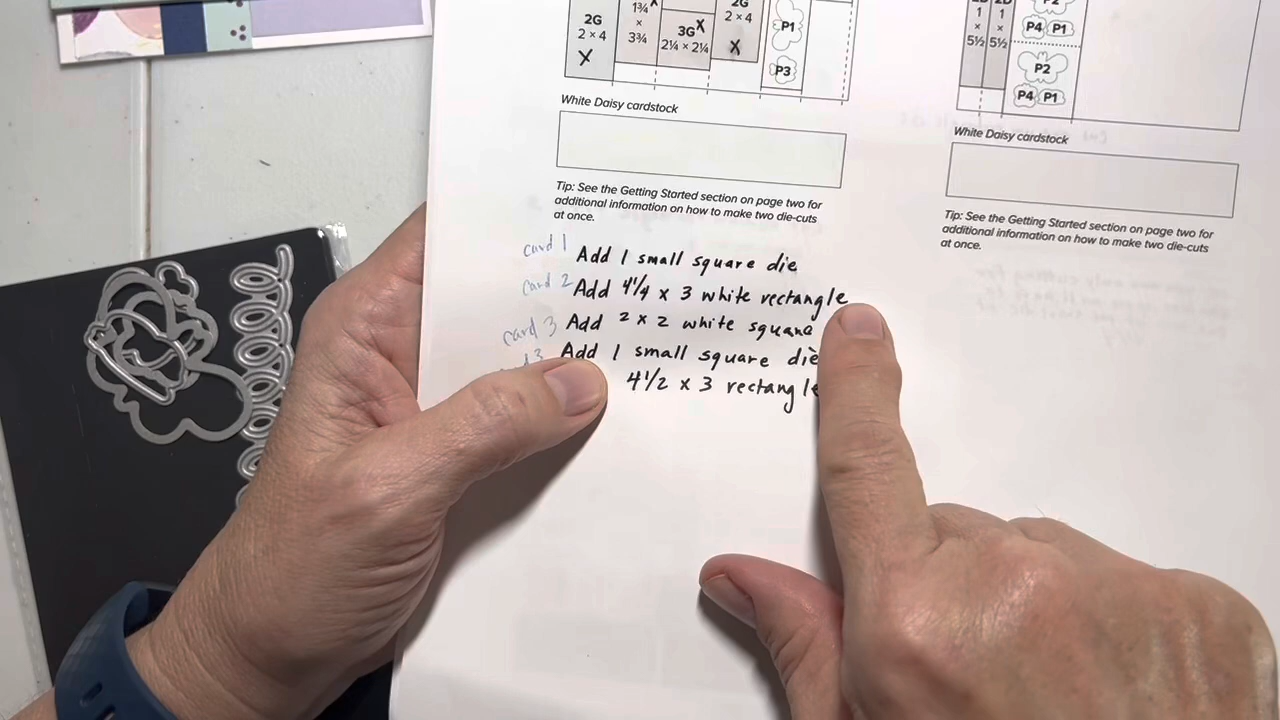 2G
2 × 4
X
1¾ X
×
3¾
3G X
2¼ × 2¼
2G
2 × 4
X
P1
P3
White Daisy cardstock
Tip: See the Getting Started section on page two for
additional information on how to make two die-cuts
at once.
card 1 Add 1 small square die
card 2 Add 4 1/4 x 3 white rectangle
card 3 Add 2 x 2 white square
Add 1 small square die
4 1/2 x 3 rectangle
1
×
5½
1
×
5½
P2
P4 P1
P2
P4 P1
White Daisy cardstock
Tip: See the Getting Started section on page two for
additional information on how to make two die-cuts
at once.